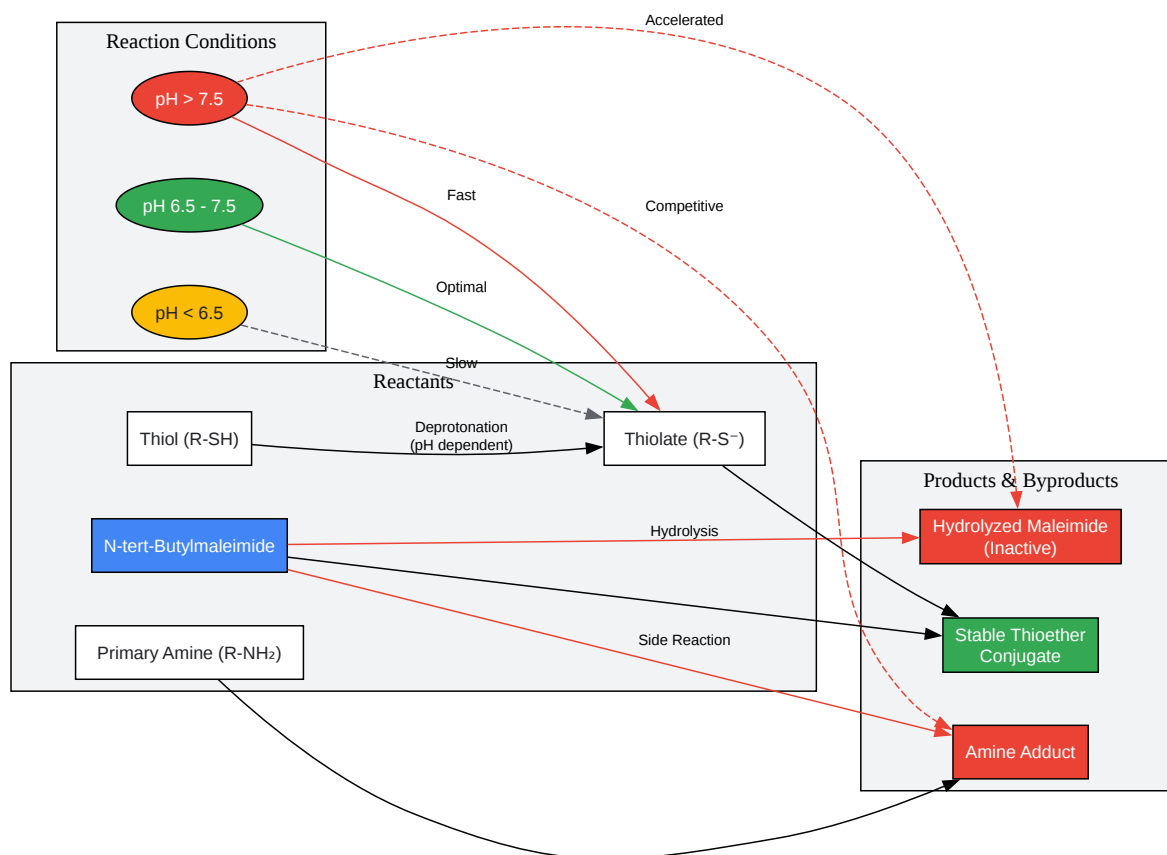 Accelerated
Reaction Conditions
pH > 7.5
Fast
Competitive
pH 6.5 - 7.5
Optimal
pH < 6.5
Slow
Reactants
Thiol (R-SH)
Deprotonation
(pH dependent)
Thiolate (R-S⁻)
Products & Byproducts
N-tert-Butylmaleimide
Hydrolysis
Hydrolyzed Maleimide
(Inactive)
Primary Amine (R-NH₂)
Side Reaction
Stable Thioether
Conjugate
Amine Adduct